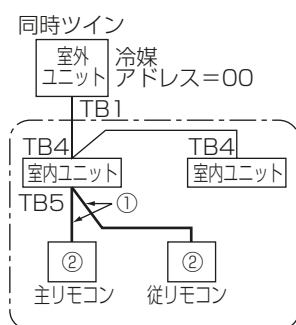 同時ツイン
室外
ユニット
冷媒
アドレス=00
TB1
TB4
TB4
室内ユニット
室内ユニット
TB5
①
②
②
主リモコン
従リモコン